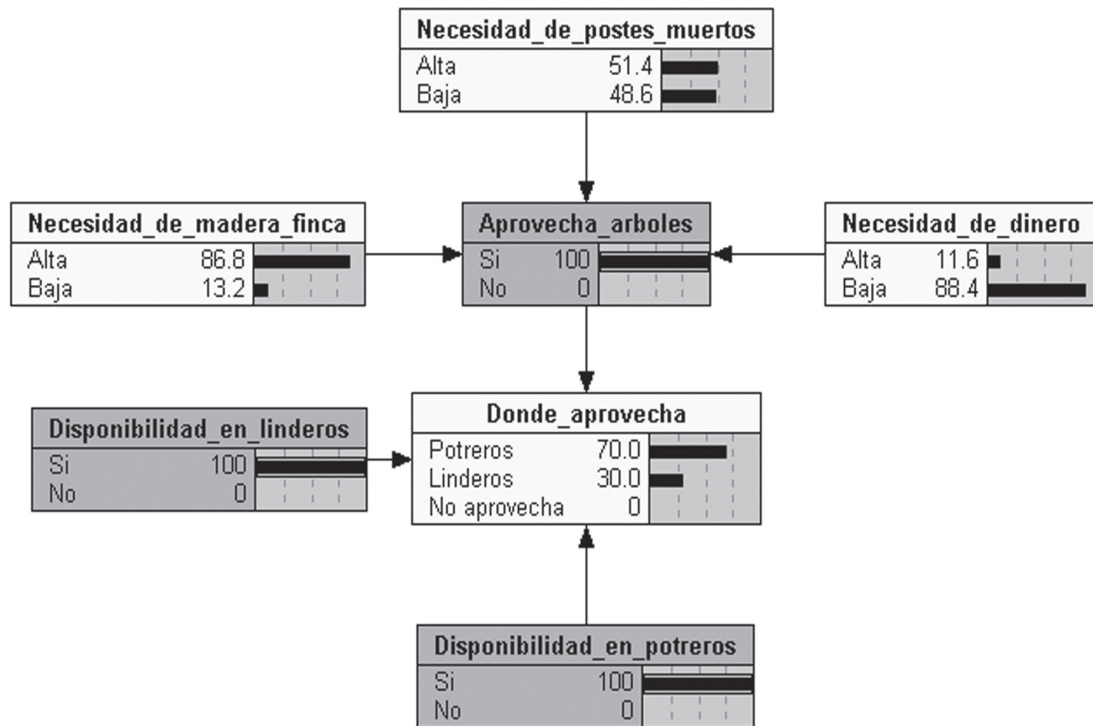 Necesidad_de_postes_muertos
Alta 51.4
Baja 48.6
Necesidad_de_madera_finca
Alta 86.8
Baja 13.2
Aprovecha_arboles
Si 100
No 0
Necesidad_de_dinero
Alta 11.6
Baja 88.4
Disponibilidad_en_linderos
Si 100
No 0
Donde_aprovecha
Potreros 70.0
Linderos 30.0
No aprovecha 0
Disponibilidad_en_potreros
Si 100
No 0